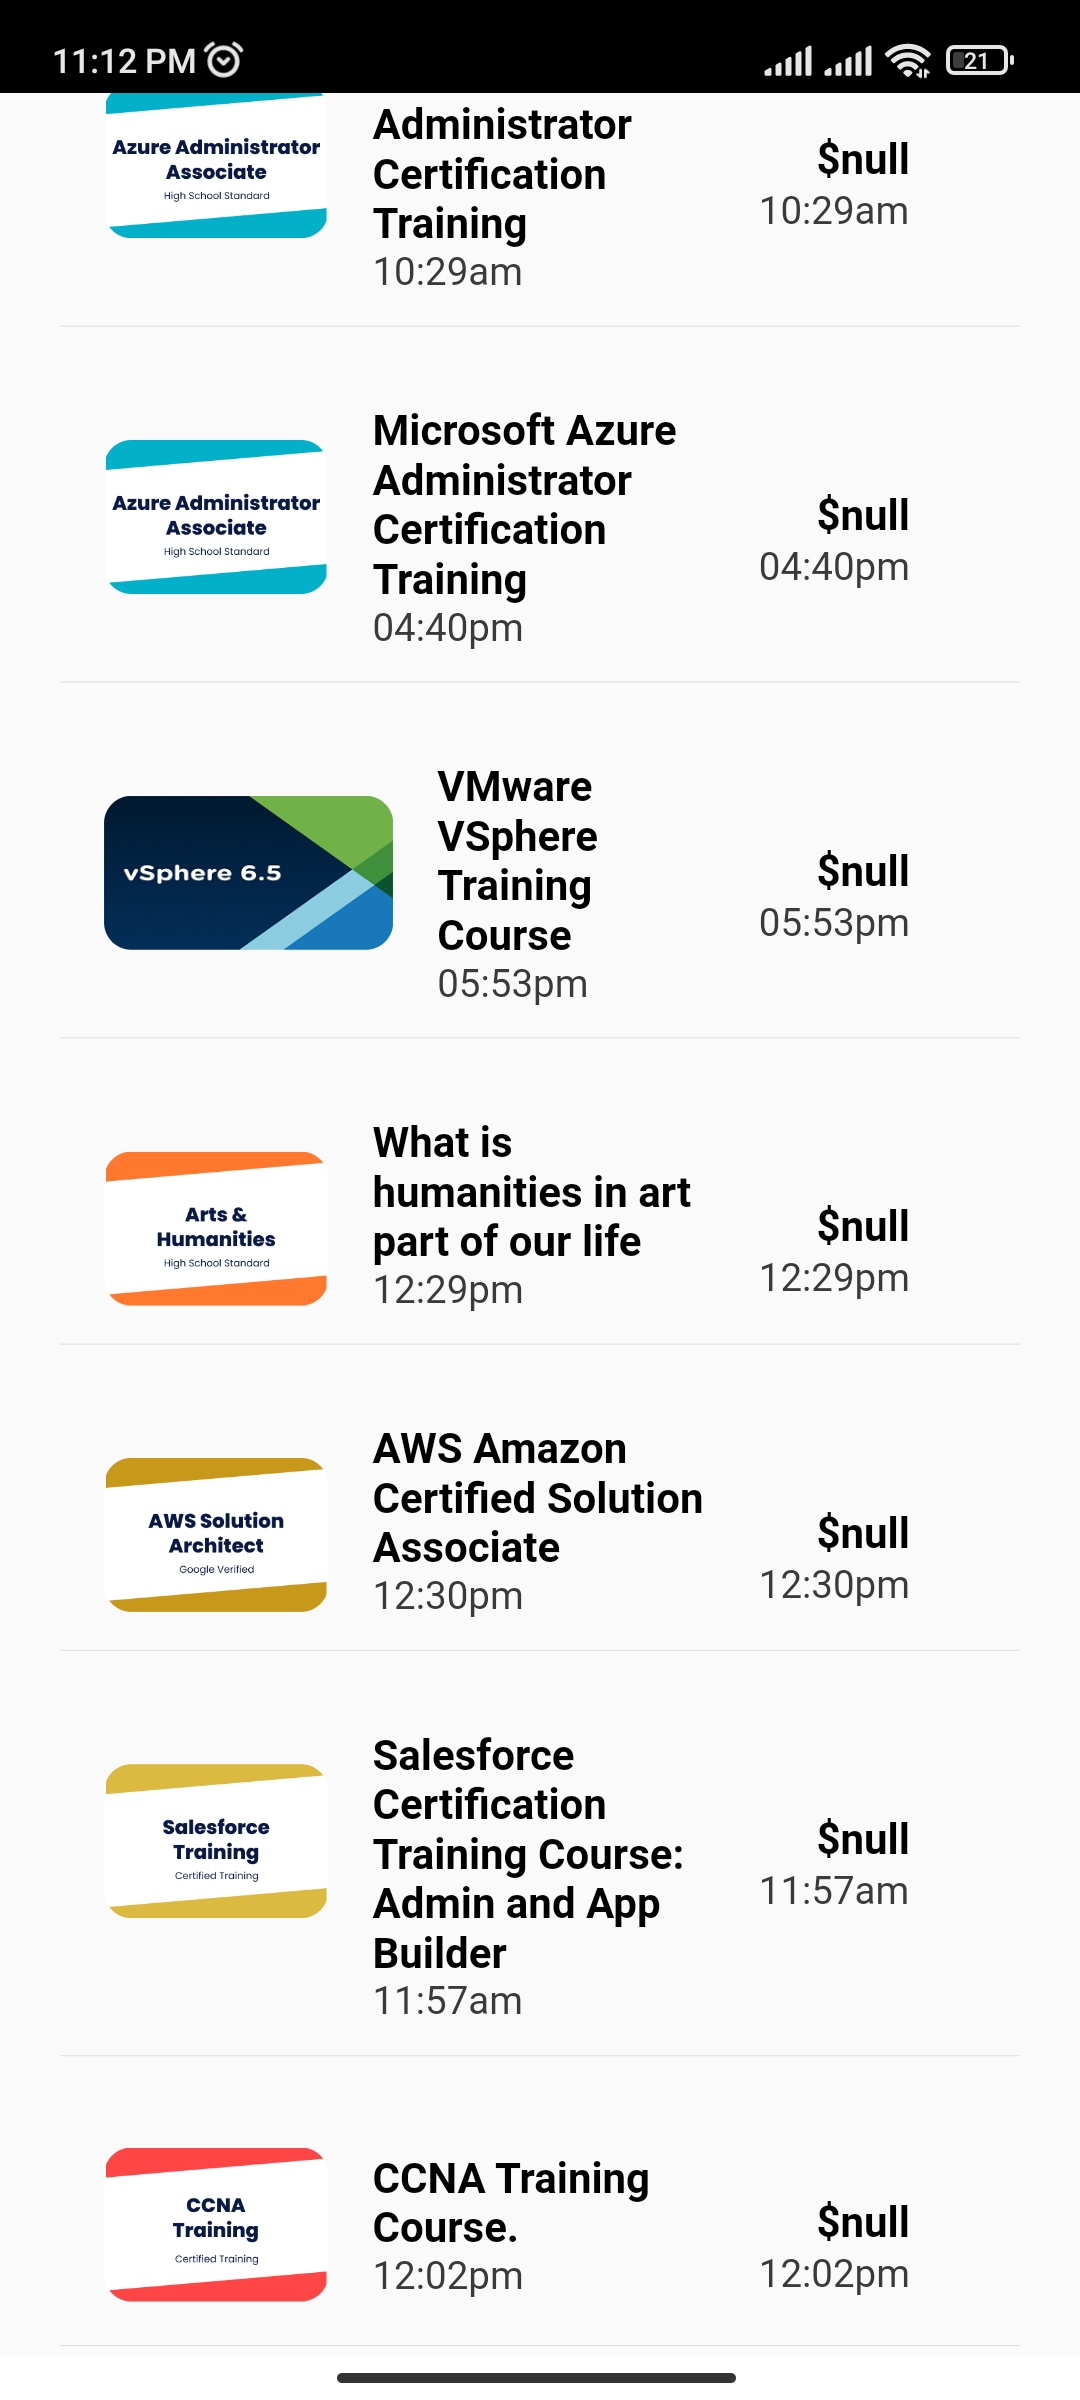 11:12 PM
21
Azure Administrator
Associate
High School Standard
Administrator
Certification
Training
10:29am
$null
10:29am
Azure Administrator
Associate
High School Standard
Microsoft Azure
Administrator
Certification
Training
04:40pm
$null
04:40pm
vSphere 6.5
VMware
VSphere
Training
Course
05:53pm
$null
05:53pm
Arts &
Humanities
High School Standard
What is
humanities in art
part of our life
12:29pm
$null
12:29pm
AWS Solution
Architect
Google Verified
AWS Amazon
Certified Solution
Associate
12:30pm
$null
12:30pm
Salesforce
Training
Certified Training
Salesforce
Certification
Training Course:
Admin and App
Builder
11:57am
$null
11:57am
CCNA
Training
Certified Training
CCNA Training
Course.
12:02pm
$null
12:02pm